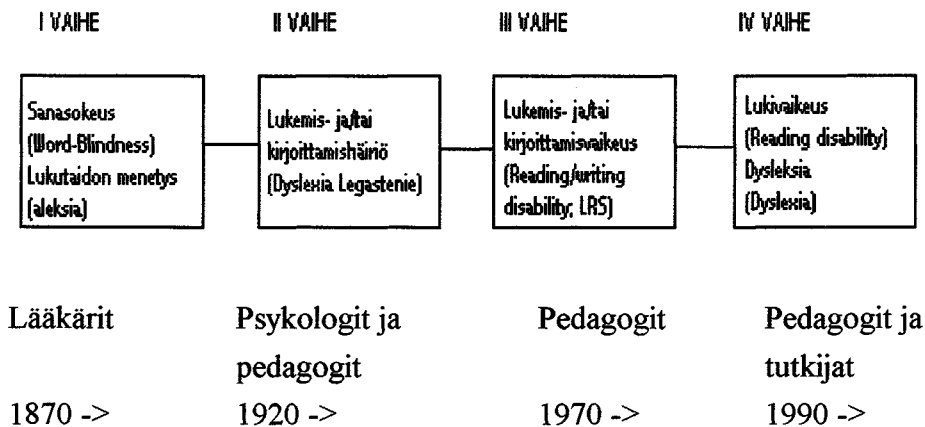 I VAIHE
II VAIHE
III VAIHE
IV VAIHE
Sanasokeus
(Word-Blindness)
Lukutaidon menetys
(aleksia)
Lukemis- ja/tai
kirjoittamishäiriö
(Dyslexia Legastenie)
Lukemis- ja/tai
kirjoittamisvaikeus
(Reading/writing
disability; LRS)
Lukivaikeus
(Reading disability)
Dysleksia
(Dyslexia)
Lääkärit
Psykologit ja
pedagogit
Pedagogit
Pedagogit ja
tutkijat
1870 ->
1920 ->
1970 ->
1990 ->